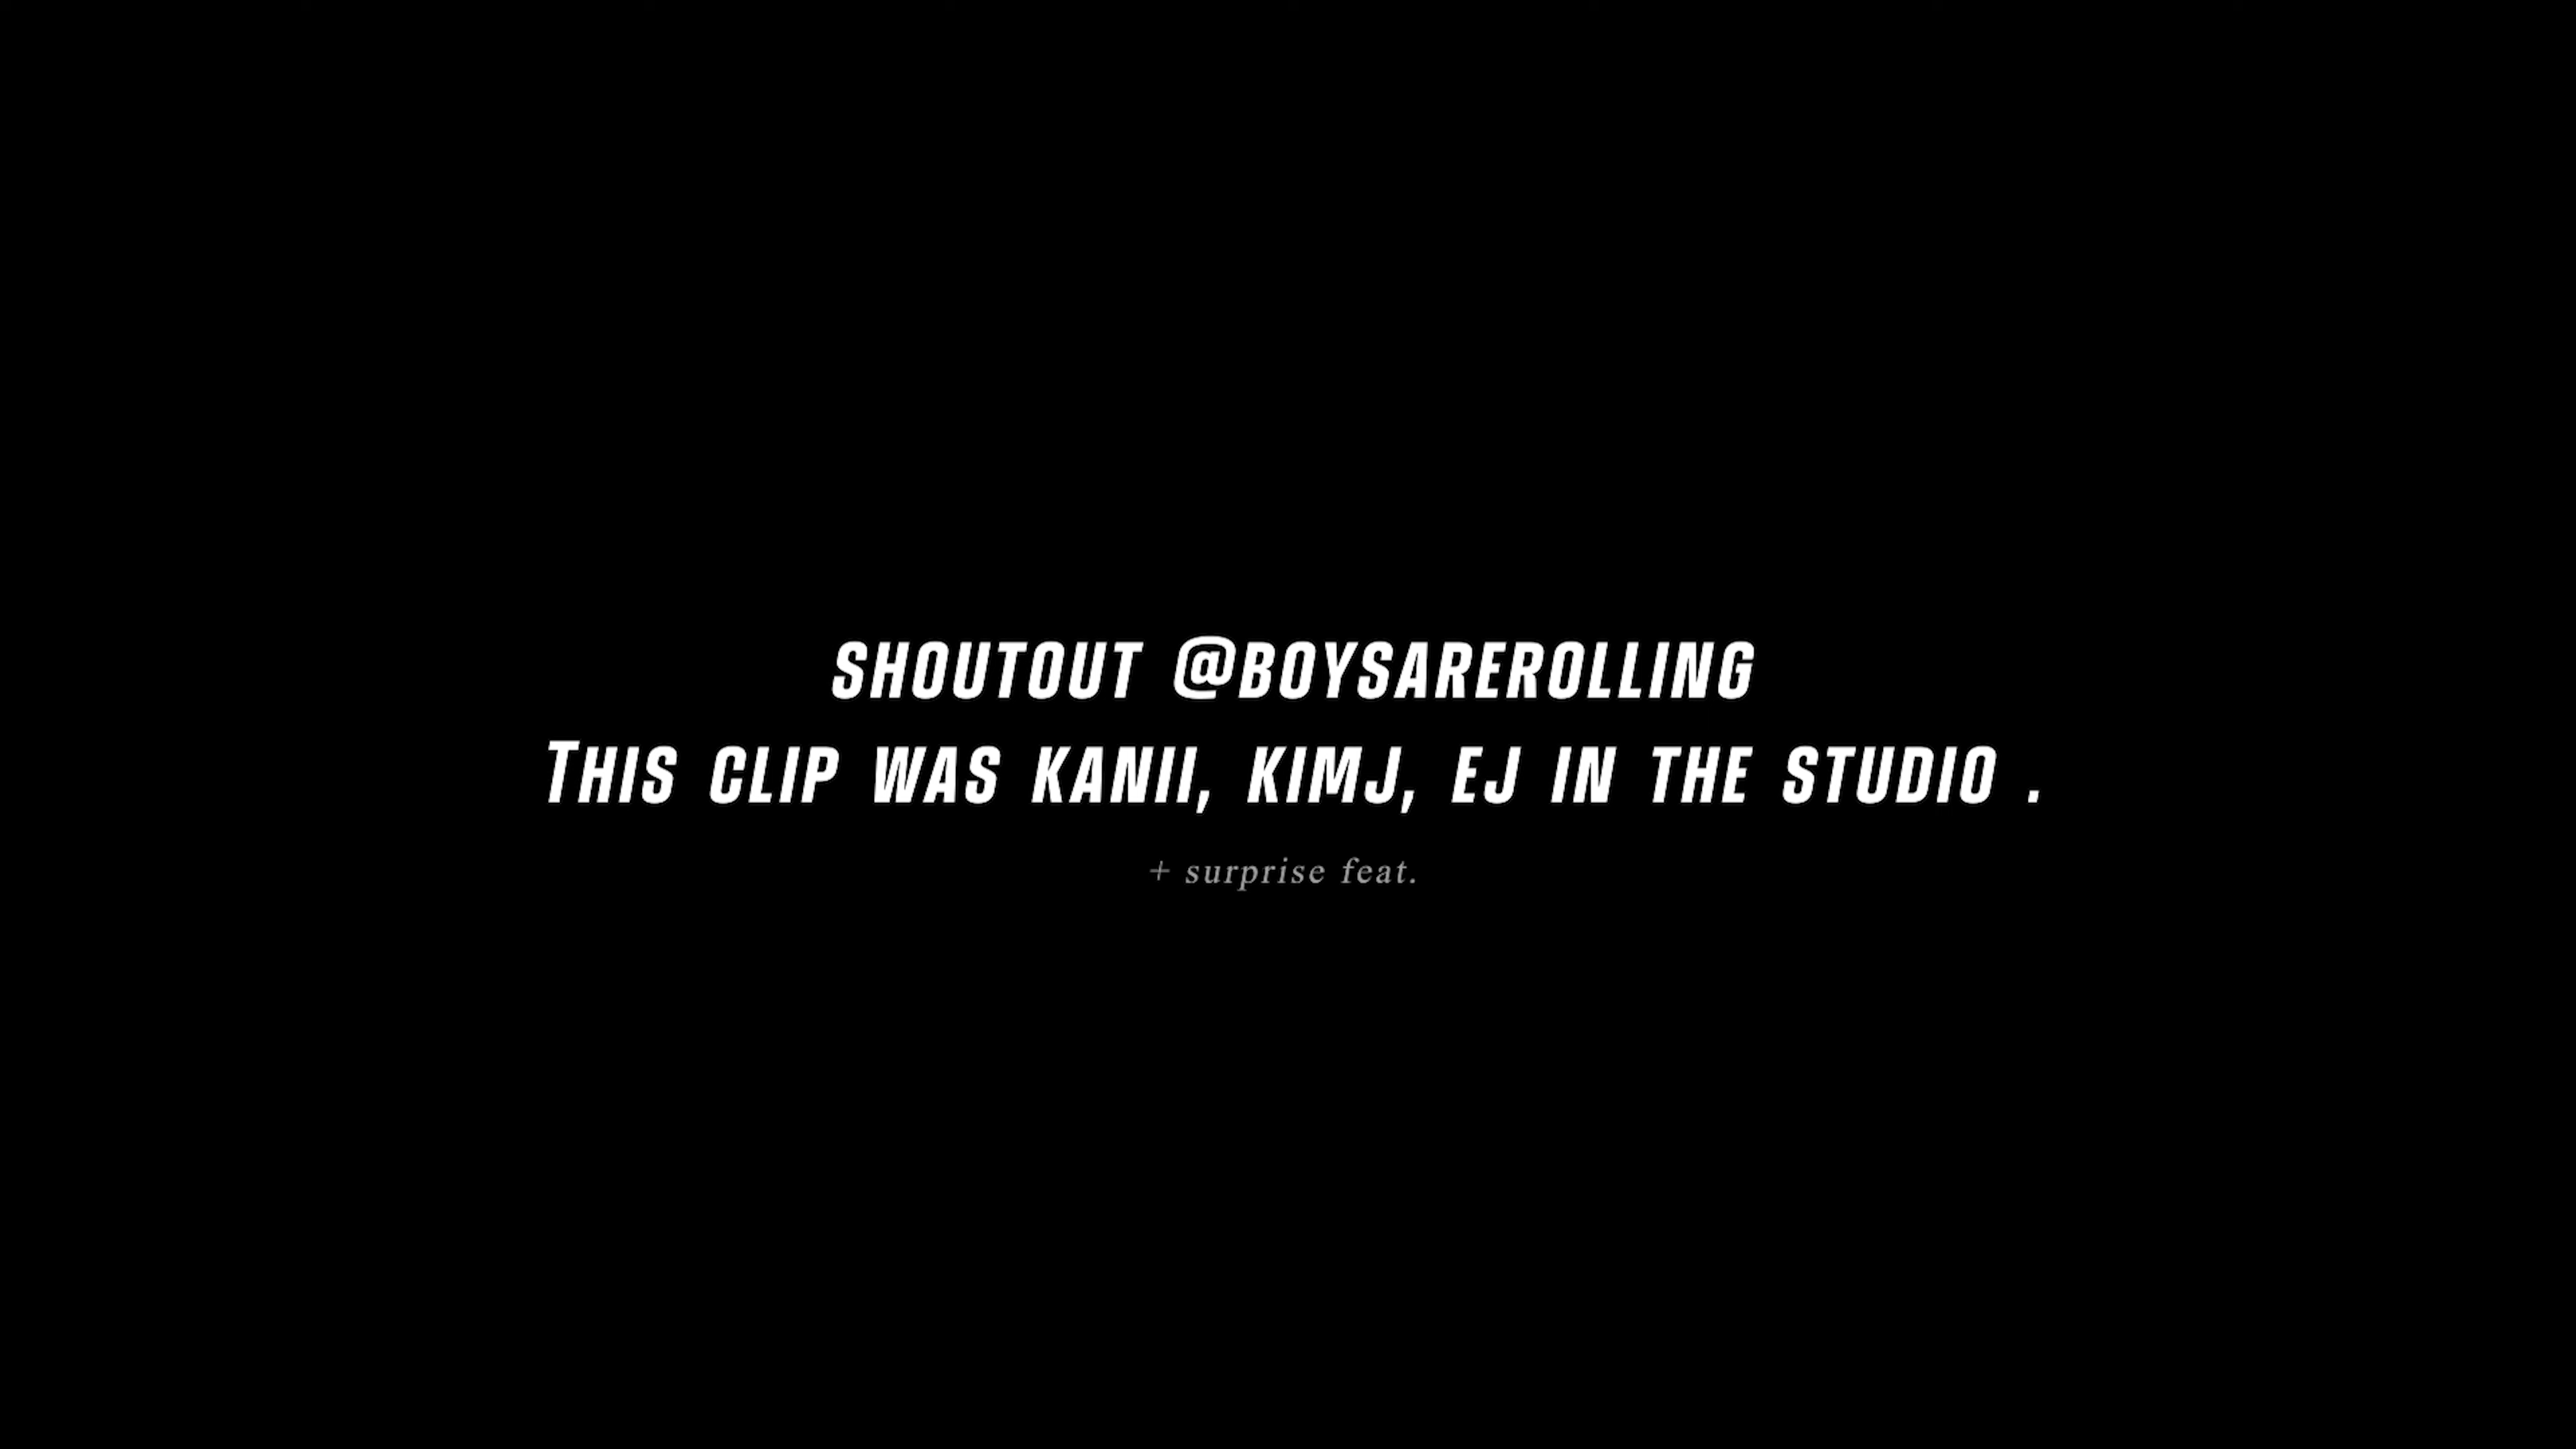 SHOUTOUT @BOYSAREROLLING
THIS CLIP WAS KANII, KIMJ, EJ IN THE STUDIO .
+ surprise feat.